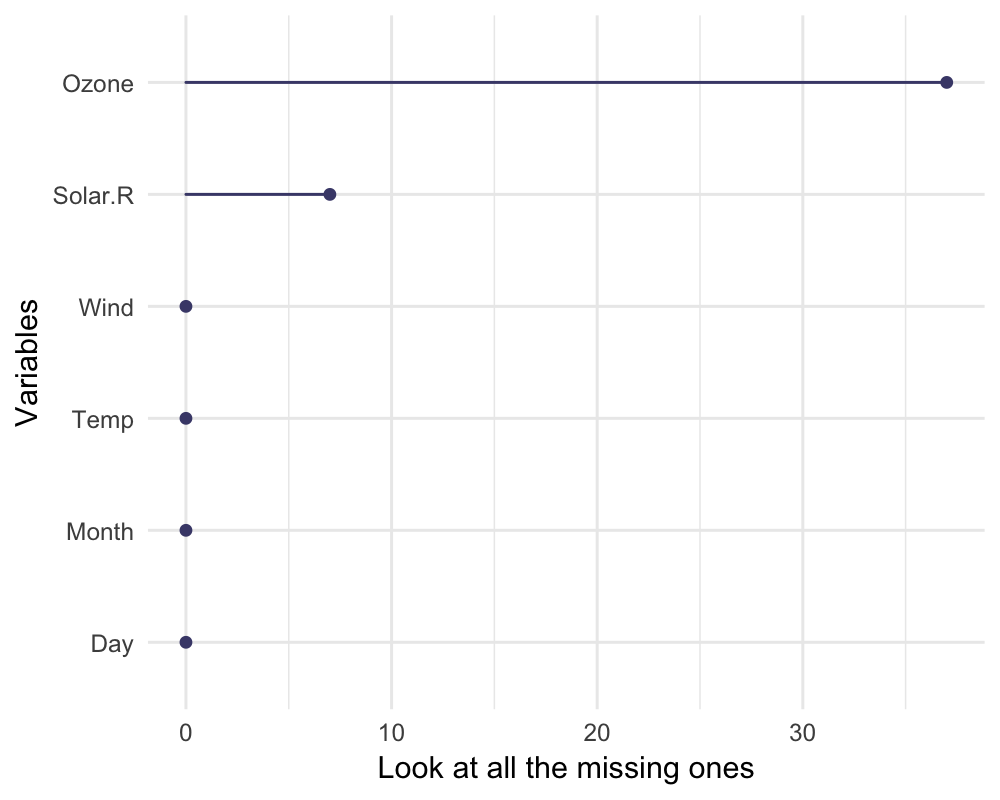 Ozone
Solar.R
Wind
Temp
Month
Day
Variables
0 10 20 30
Look at all the missing ones